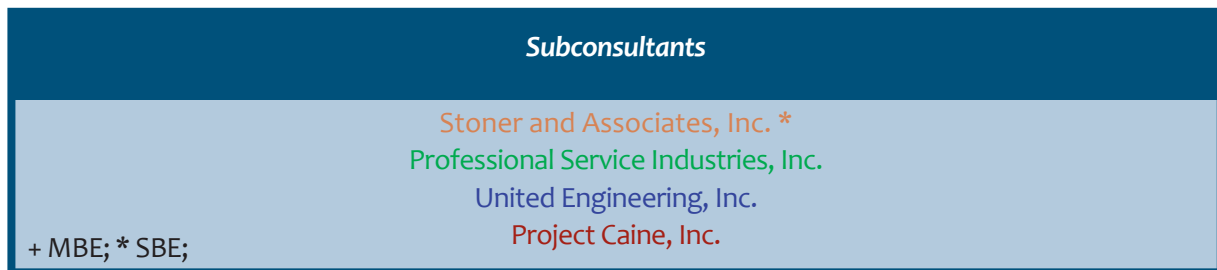 Subconsultants
Stoner and Associates, Inc. *
Professional Service Industries, Inc.
United Engineering, Inc.
Project Caine, Inc.
+ MBE; * SBE;